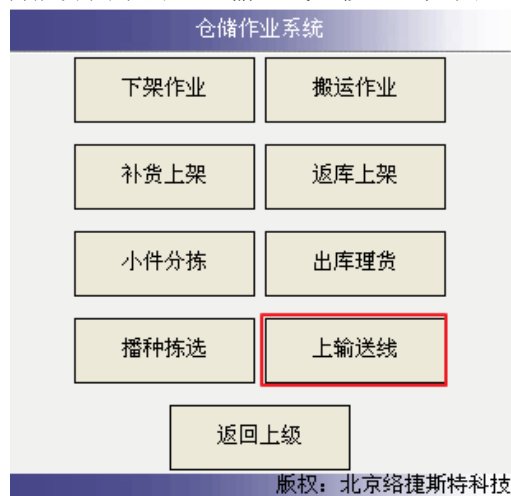 仓储作业系统
下架作业 搬运作业
补货上架 返库上架
小件分拣 出库理货
播种拣选 上输送线
返回上级
版权：北京络捷斯特科技